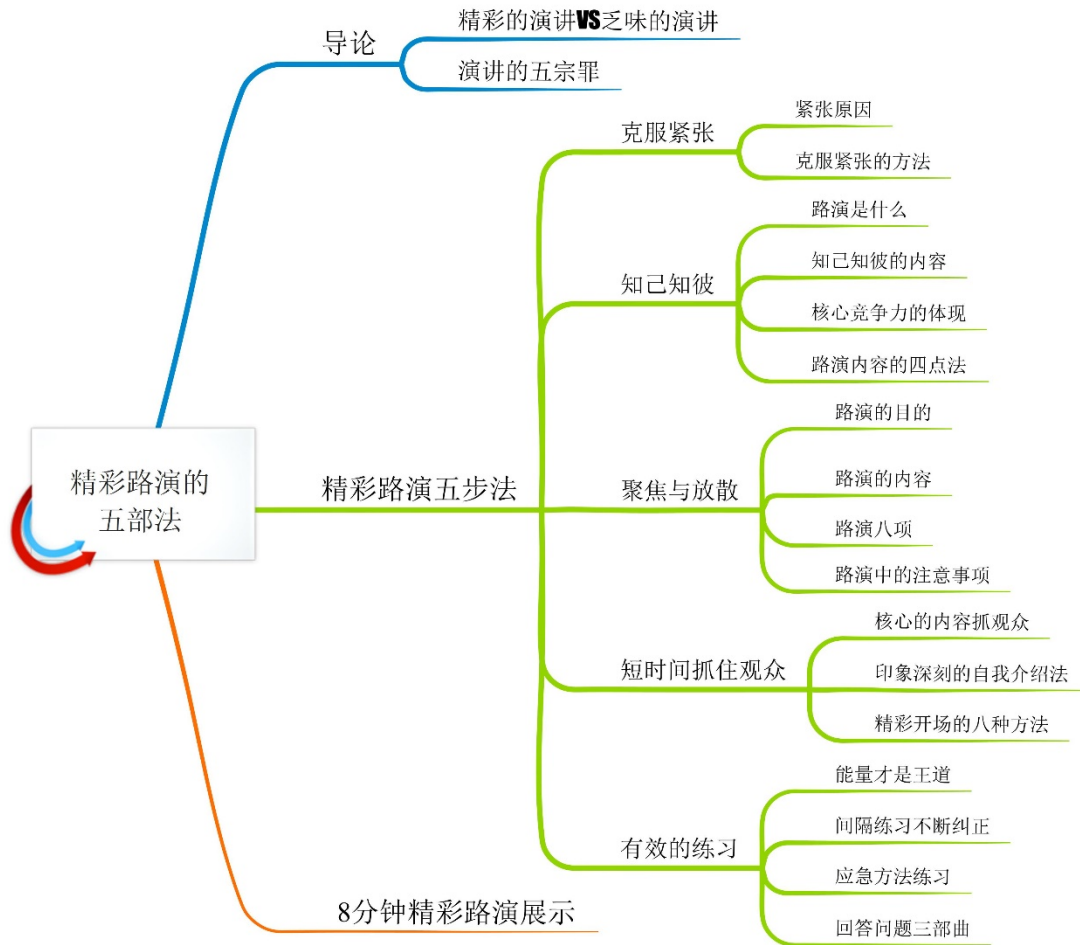 精彩路演的
五部法
导论
精彩的演讲VS乏味的演讲
演讲的五宗罪
精彩路演五步法
克服紧张
紧张原因
克服紧张的方法
知己知彼
路演是什么
知己知彼的内容
核心竞争力的体现
路演内容的四点法
聚焦与放散
路演的目的
路演的内容
路演八项
路演中的注意事项
短时间抓住观众
核心的内容抓观众
印象深刻的自我介绍法
精彩开场的八种方法
有效的练习
能量才是王道
间隔练习不断纠正
应急方法练习
回答问题三部曲
8分钟精彩路演展示